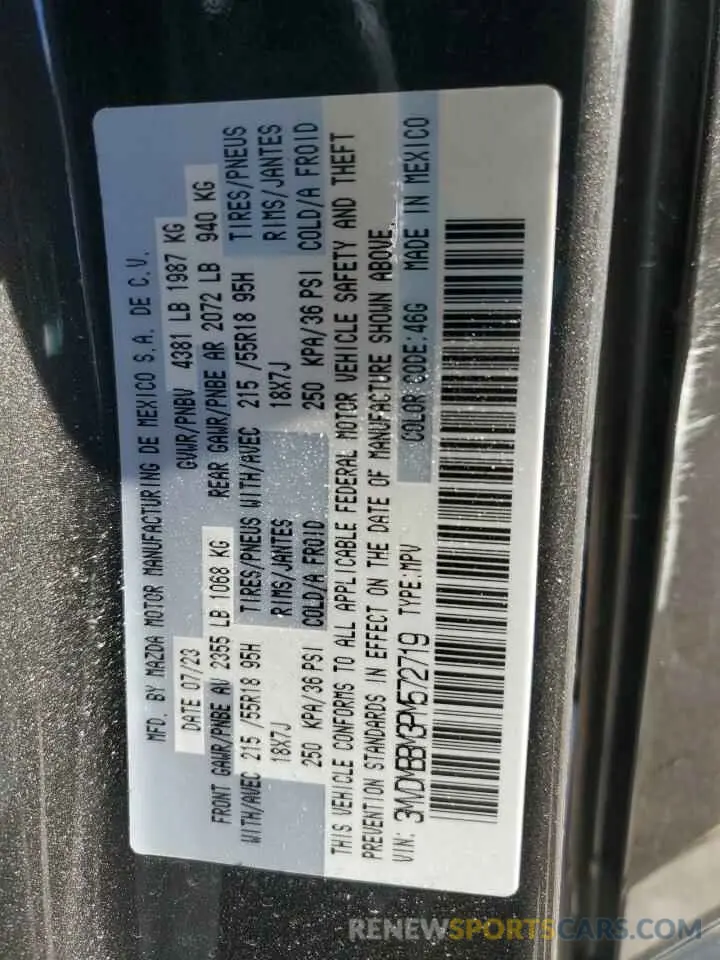 MFD. BY MAZDA MOTOR MANUFACTURING DE MEXICO S.A. DE C.V.
DATE 07/23 GVWR/PNBV 4381 LB 1987 KG
FRONT GAWR/PNBE AV 2355 LB 1068 KG REAR GAWR/PNBE AR 2072 LB 940 KG
WITH/AVEC 215 /55R18 95H TIRES/PNEUS WITH/AVEC 215 /55R18 95H TIRES/PNEUS
18X7J RIMS/JANTES 18X7J RIMS/JANTES
250 KPA/36 PSI COLD/A FROID 250 KPA/36 PSI COLD/A FROID
THIS VEHICLE CONFORMS TO ALL APPLICABLE FEDERAL MOTOR VEHICLE SAFETY AND THEFT
PREVENTION STANDARDS IN EFFECT ON THE DATE OF MANUFACTURE SHOWN ABOVE.
VIN: 3MVDMBBM3PM572719 TYPE:MPV COLOR CODE:46G MADE IN MEXICO
RENEWSPORTSCARS.COM